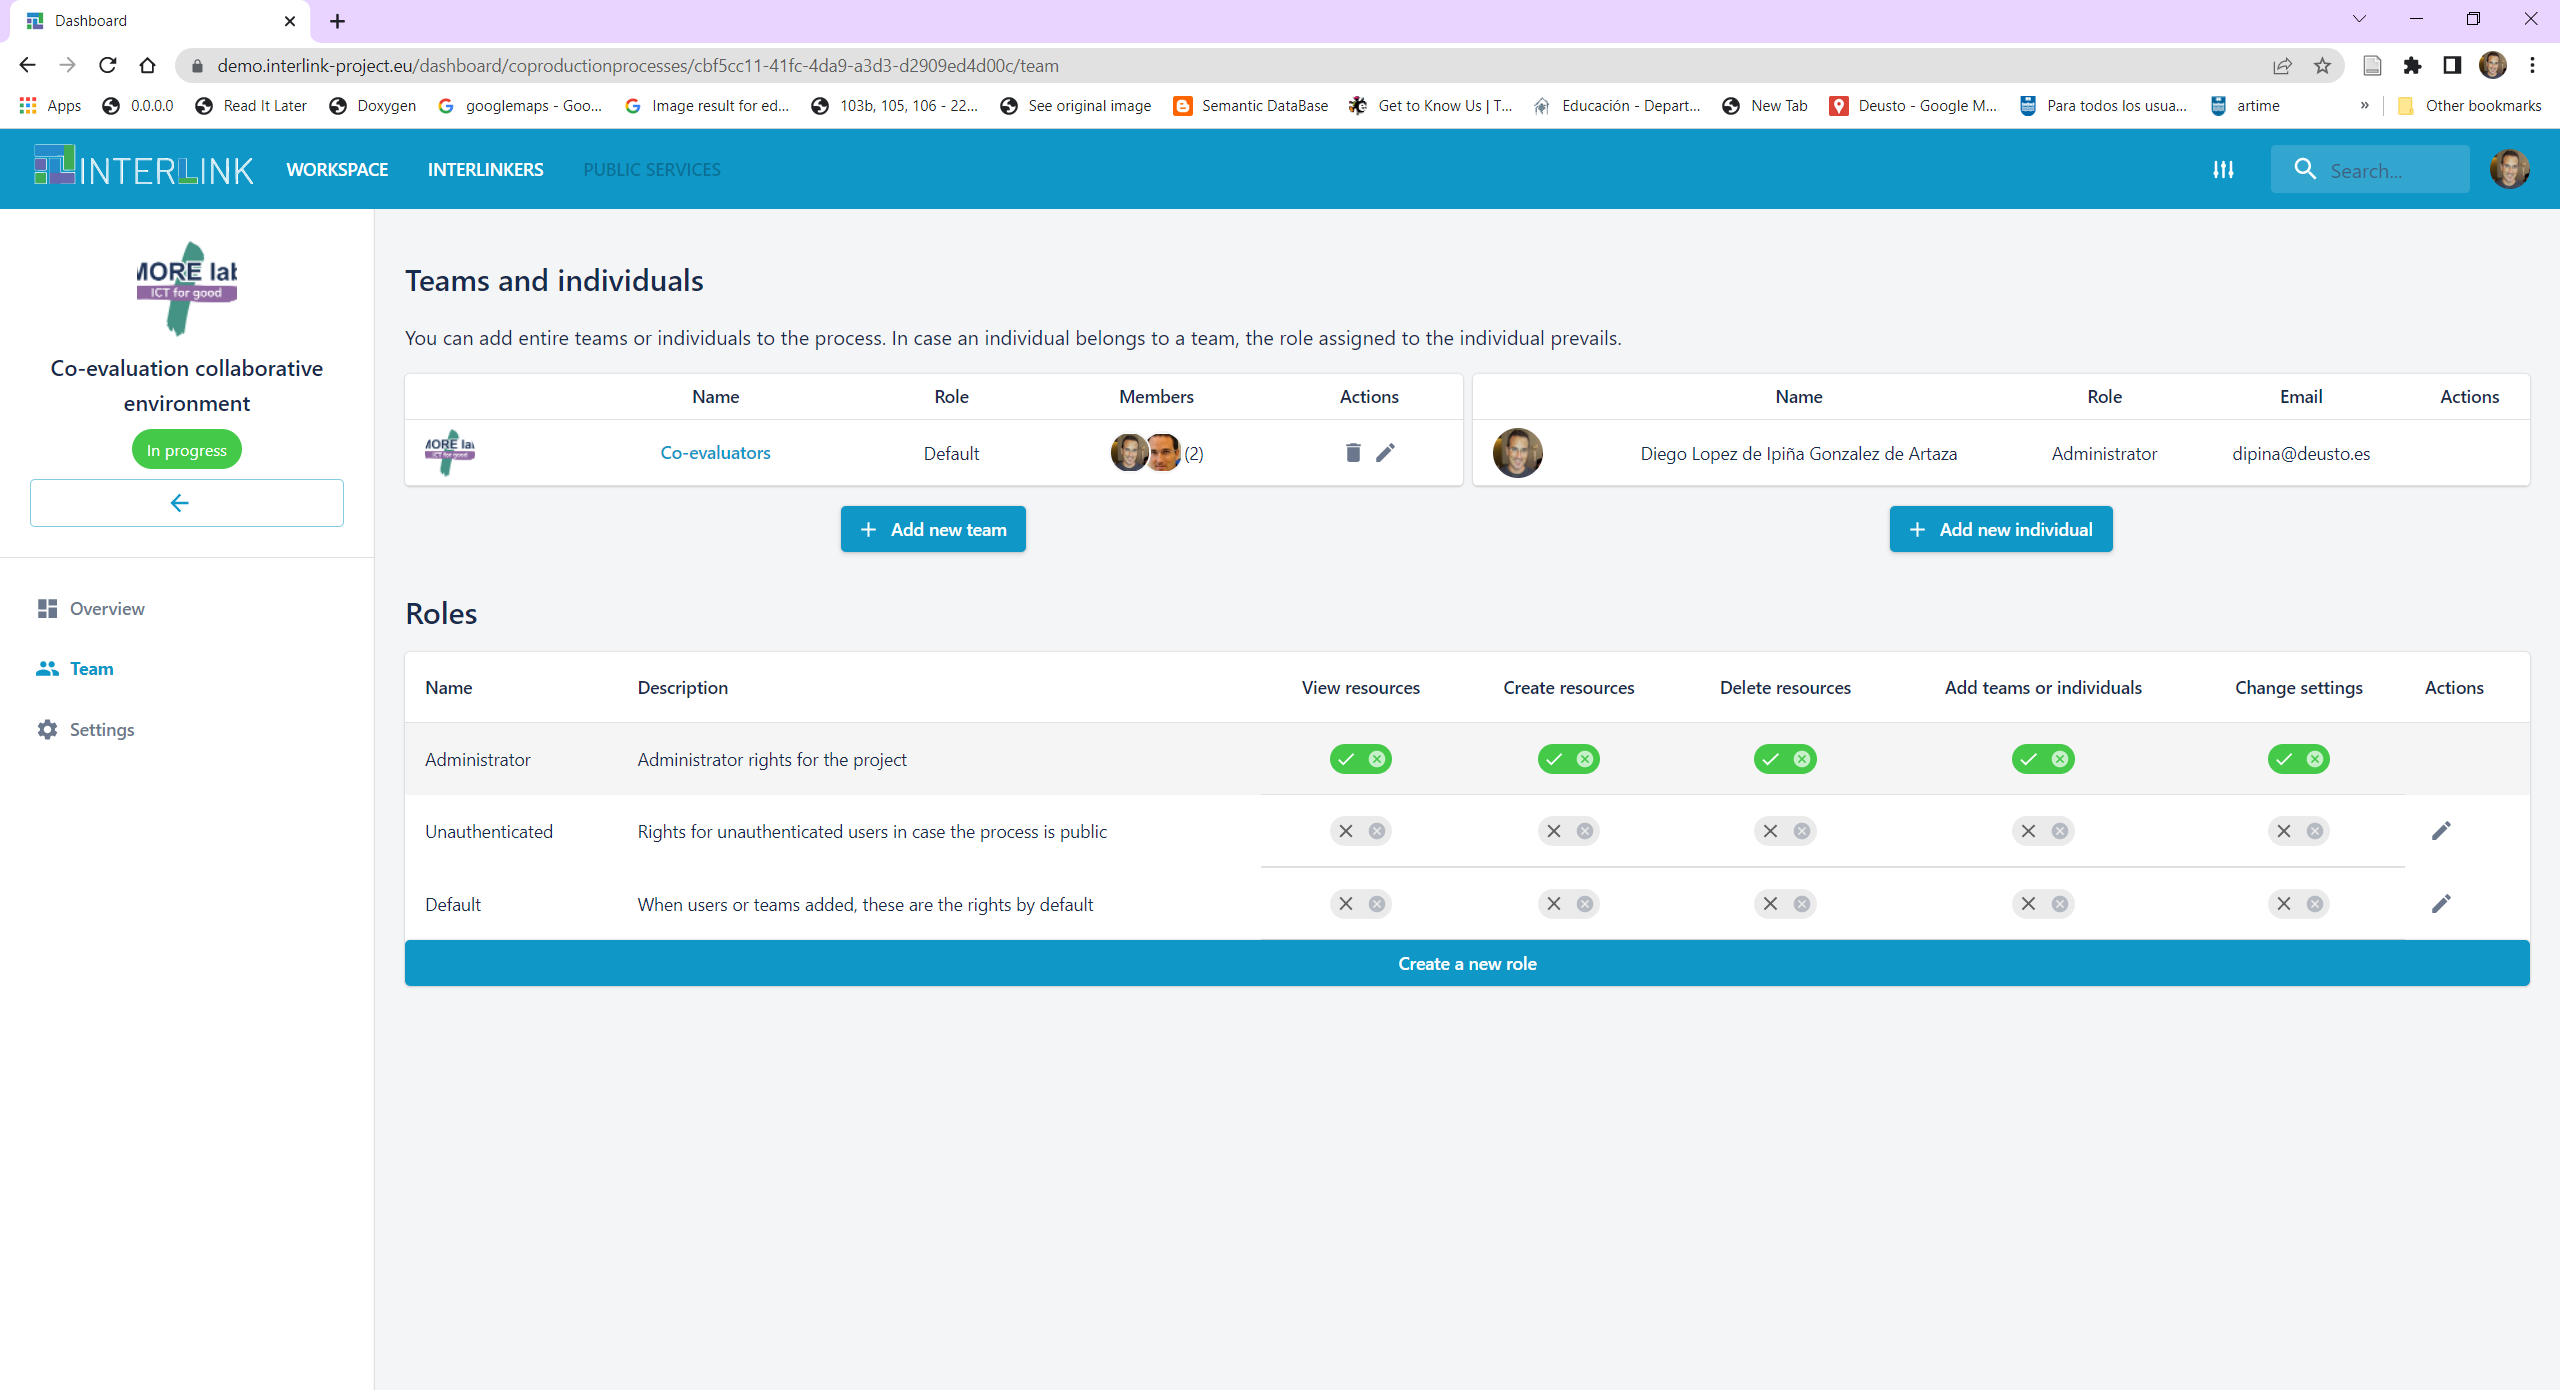 Dashboard
demo.interlink-project.eu/dashboard/coproductionprocesses/cbf5cc11-41fc-4da9-a3d3-d2909ed4d00c/team
Apps 0.0.0.0 Read It Later Doxygen googlemaps - Goo... Image result for ed... 103b, 105, 106 - 22... See original image Semantic DataBase Get to Know Us | T... Educación - Depart... New Tab Deusto - Google M... Para todos los usua... artime » Other bookmarks
INTERLINK WORKSPACE INTERLINKERS PUBLIC SERVICES Search...
MORE lab
ICT for good
Co-evaluation collaborative
environment
In progress
Overview
Team
Settings
Teams and individuals
You can add entire teams or individuals to the process. In case an individual belongs to a team, the role assigned to the individual prevails.
Name Role Members Actions
MORE lab ICT for good Co-evaluators Default (2)
Add new team
Name Role Email Actions
Diego Lopez de Ipiña Gonzalez de Artaza Administrator dipina@deusto.es
Add new individual
Roles
Name Description View resources Create resources Delete resources Add teams or individuals Change settings Actions
Administrator Administrator rights for the project
Unauthenticated Rights for unauthenticated users in case the process is public
Default When users or teams added, these are the rights by default
Create a new role